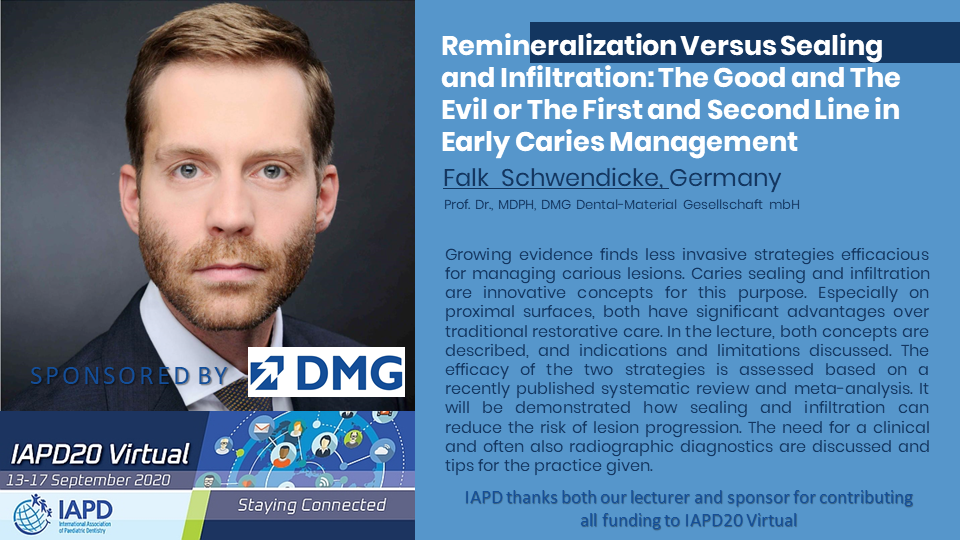 Remineralization Versus Sealing
and Infiltration: The Good and The
Evil or The First and Second Line in
Early Caries Management
Falk Schwendicke, Germany
Prof. Dr., MDPH, DMG Dental-Material Gesellschaft mbH
Growing evidence finds less invasive strategies efficacious
for managing carious lesions. Caries sealing and infiltration
are innovative concepts for this purpose. Especially on
proximal surfaces, both have significant advantages over
traditional restorative care. In the lecture, both concepts are
described, and indications and limitations discussed. The
efficacy of the two strategies is assessed based on a
recently published systematic review and meta-analysis. It
will be demonstrated how sealing and infiltration can
reduce the risk of lesion progression. The need for a clinical
and often also radiographic diagnostics are discussed and
tips for the practice given.
IAPD thanks both our lecturer and sponsor for contributing
all funding to IAPD20 Virtual
SPONSORED BY
DMG
IAPD20 Virtual
13-17 September 2020
Staying Connected
IAPD
International Association
of Paediatric Dentistry